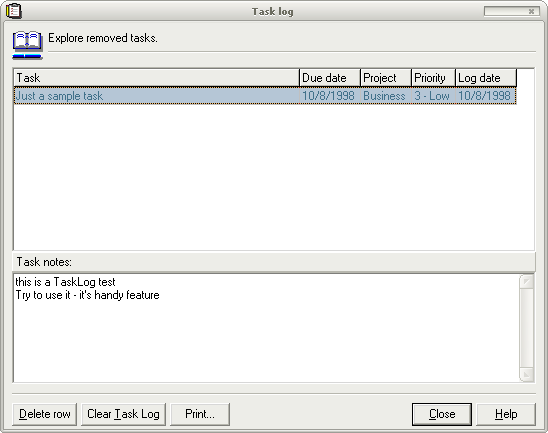 Task log
Explore removed tasks.
Task Due date Project Priority Log date
Just a sample task 10/8/1998 Business 3 - Low 10/8/1998
Task notes:
this is a TaskLog test
Try to use it - it's handy feature
Delete row Clear Task Log Print... Close Help